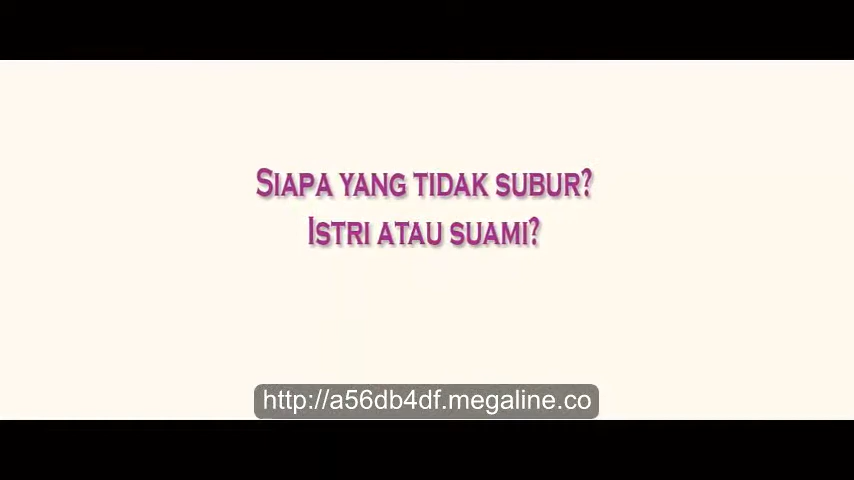 Siapa yang tidak subur?
Istri atau suami?
http://a56db4df.megaline.co